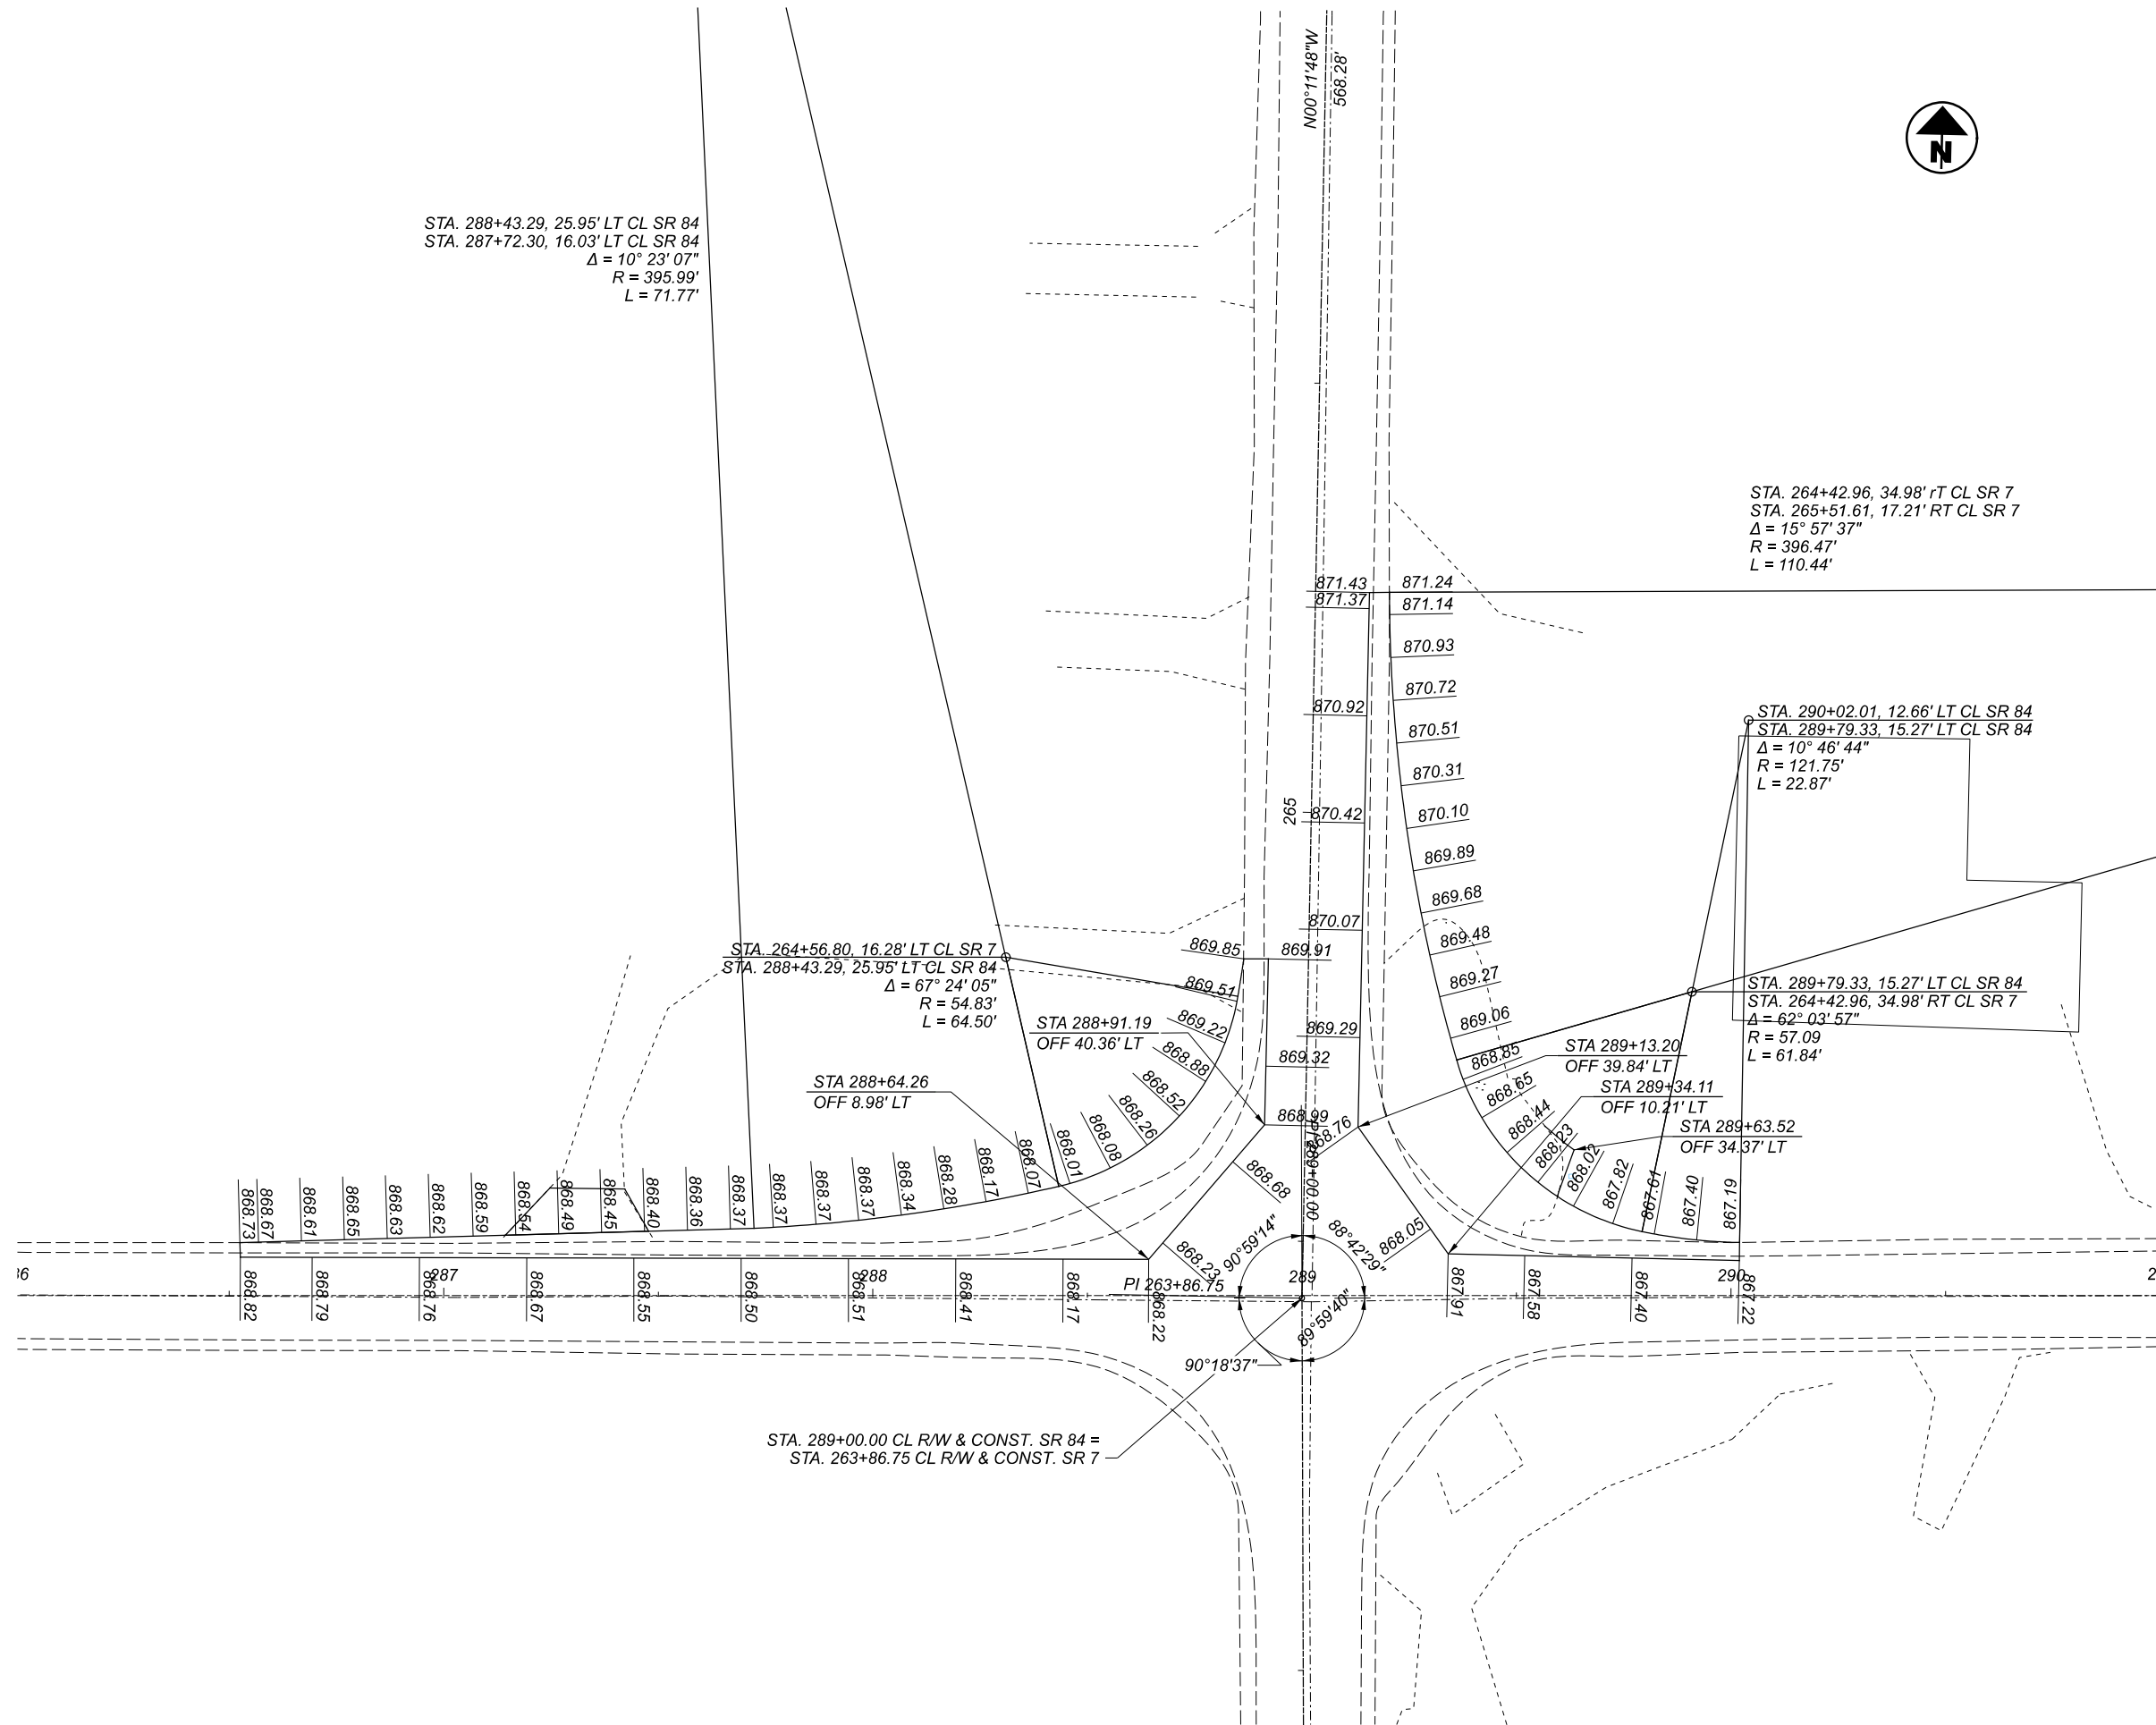 N00°11'48"W
568.28'
N
STA. 288+43.29, 25.95' LT CL SR 84
STA. 287+72.30, 16.03' LT CL SR 84
Δ = 10° 23' 07"
R = 395.99'
L = 71.77'
STA. 264+42.96, 34.98' rT CL SR 7
STA. 265+51.61, 17.21' RT CL SR 7
Δ = 15° 57' 37"
R = 396.47'
L = 110.44'
871.43
871.24
871.37
871.14
870.93
870.72
870.92
870.51
870.31
265
870.42
870.10
869.89
869.68
870.07
869.48
869.27
869.06
868.85
868.65
868.44
868.23
868.02
867.82
867.61
867.40
867.19
STA. 290+02.01, 12.66' LT CL SR 84
STA. 289+79.33, 15.27' LT CL SR 84
Δ = 10° 46' 44"
R = 121.75'
L = 22.87'
STA. 264+56.80, 16.28' LT CL SR 7
STA. 288+43.29, 25.95' LT CL SR 84
Δ = 67° 24' 05"
R = 54.83'
L = 64.50'
STA. 289+79.33, 15.27' LT CL SR 84
STA. 264+42.96, 34.98' RT CL SR 7
Δ = 62° 03' 57"
R = 57.09
L = 61.84'
869.85
869.91
869.51
869.22
868.88
868.52
868.26
868.08
868.01
869.29
869.32
868.99
868.76
STA 288+91.19
OFF 40.36' LT
STA 288+64.26
OFF 8.98' LT
STA 289+13.20
OFF 39.84' LT
STA 289+34.11
OFF 10.21' LT
STA 289+63.52
OFF 34.37' LT
868.73
868.67
868.61
868.65
868.63
868.62
868.59
868.54
868.49
868.45
868.40
868.36
868.37
868.37
868.37
868.37
868.34
868.28
868.17
868.07
868.68
868.23
868.05
90°59'14"
88°42'29"
89°59'40"
90°18'37"
PI 263+86.75
287
288
289
290
868.82
868.79
868.76
868.67
868.55
868.50
868.51
868.41
868.17
868.22
867.91
867.58
867.40
867.22
STA. 289+00.00 CL R/W & CONST. SR 84 =
STA. 263+86.75 CL R/W & CONST. SR 7